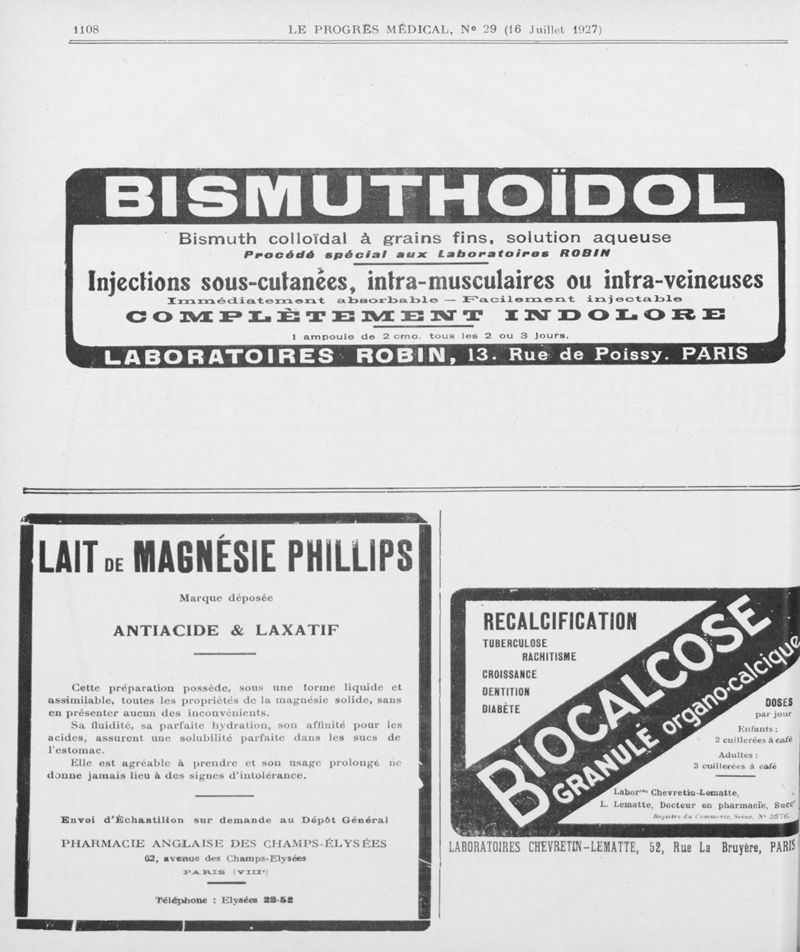 1108
LE PROGRÈS MÉDICAL, Nº 29 (16 Juillet 1927)
BISMUTHOÏDOL
Bismuth colloïdal à grains fins, solution aqueuse
Procédé spécial aux Laboratoires ROBIN
Injections sous-cutanées, intra-musculaires ou intra-veineuses
Immédiatement absorbable — Facilement injectable
COMPLÈTEMENT INDOLORE
1 ampoule de 2 cmc. tous les 2 ou 3 jours.
LABORATOIRES ROBIN, 13. Rue de Poissy. PARIS
LAIT DE MAGNÉSIE PHILLIPS
Marque déposée
ANTIACIDE & LAXATIF
Cette préparation possède, sous une forme liquide et
assimilable, toutes les propriétés de la magnésie solide, sans
en présenter aucun des inconvénients.
Sa fluidité, sa parfaite hydration, son affinité pour les
acides, assurent une solubilité parfaite dans les sucs de
l'estomac.
Elle est agréable à prendre et son usage prolongé ne
donne jamais lieu à des signes d'intolérance.
Envoi d'Échantillon sur demande au Dépôt Général
PHARMACIE ANGLAISE DES CHAMPS-ÉLYSÉES
62, avenue des Champs-Elysées
PARIS (VIIIᵉ)
Téléphone : Elysées 22-52
RECALCIFICATION
TUBERCULOSE
RACHITISME
CROISSANCE
DENTITION
DIABÈTE
BIOCALCOSE
GRANULÉ organo-calcique
DOSES
par jour
Enfants :
2 cuillerées à café
Adultes :
3 cuillerées à café
Laborʳᵉˢ Chevretin-Lematte,
L. Lematte, Docteur en pharmacie, Succʳ
Registre du Commerce, Seine, Nº 3576.
LABORATOIRES CHEVRETIN-LEMATTE, 52, Rue La Bruyère, PARIS